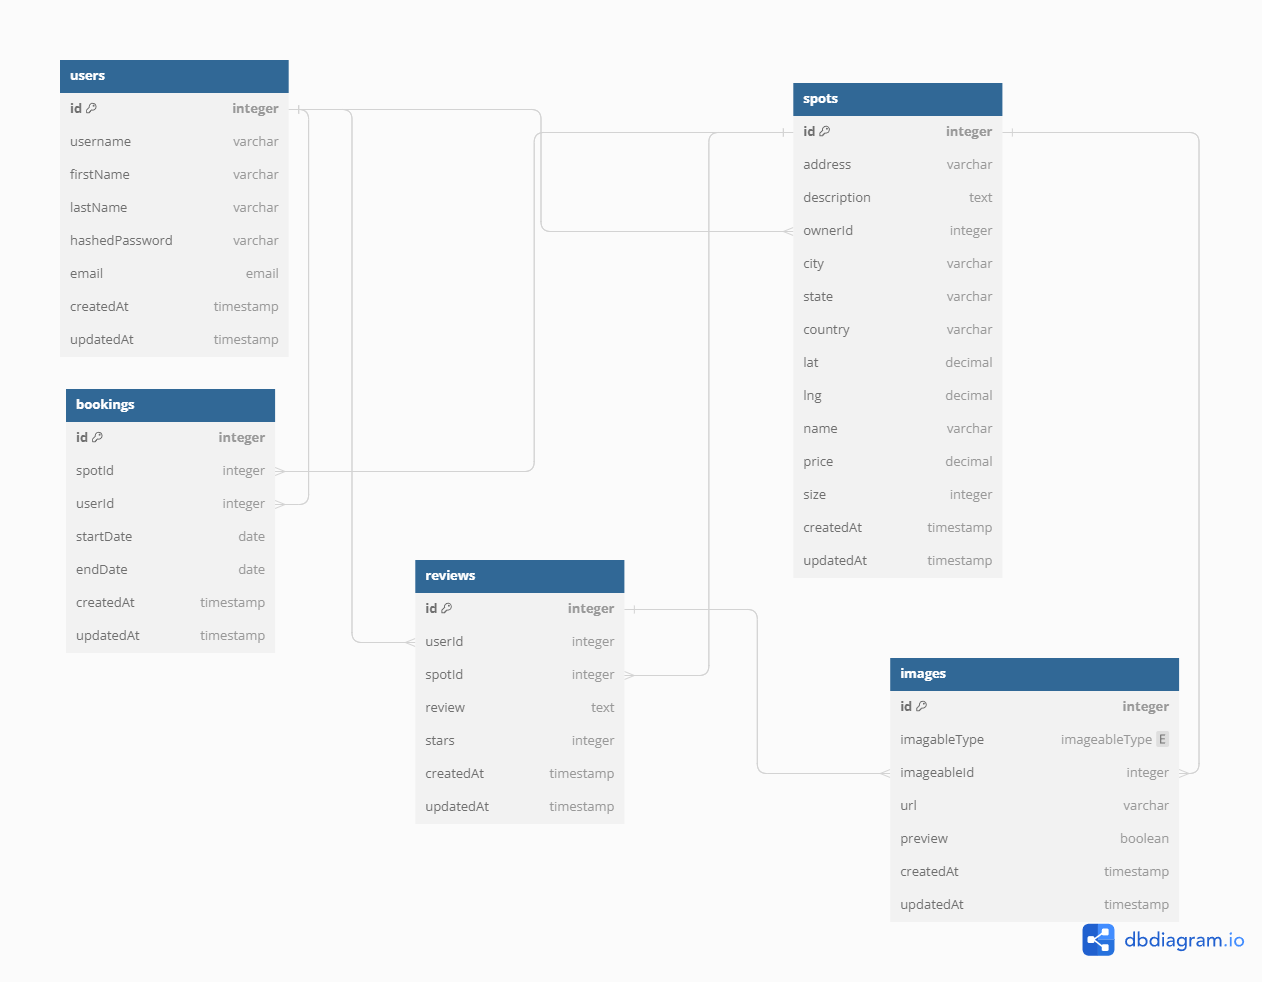 users
id integer
username varchar
firstName varchar
lastName varchar
hashedPassword varchar
email email
createdAt timestamp
updatedAt timestamp
bookings
id integer
spotId integer
userId integer
startDate date
endDate date
createdAt timestamp
updatedAt timestamp
reviews
id integer
userId integer
spotId integer
review text
stars integer
createdAt timestamp
updatedAt timestamp
spots
id integer
address varchar
description text
ownerId integer
city varchar
state varchar
country varchar
lat decimal
lng decimal
name varchar
price decimal
size integer
createdAt timestamp
updatedAt timestamp
images
id integer
imagableType imageableType E
imageableId integer
url varchar
preview boolean
createdAt timestamp
updatedAt timestamp
dbdiagram.io